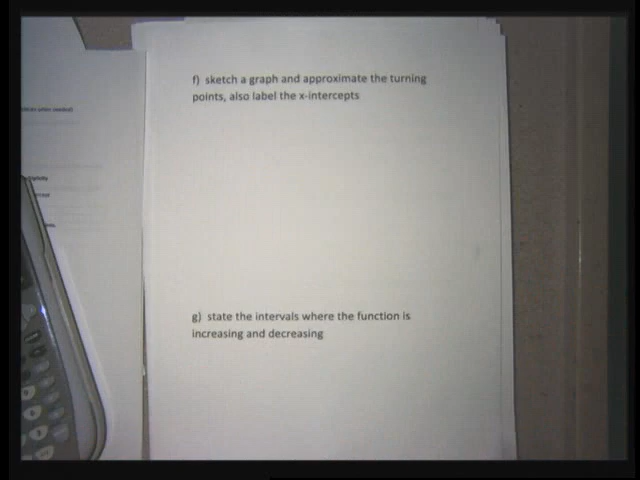 f) sketch a graph and approximate the turning
points, also label the x-intercepts
g) state the intervals where the function is
increasing and decreasing